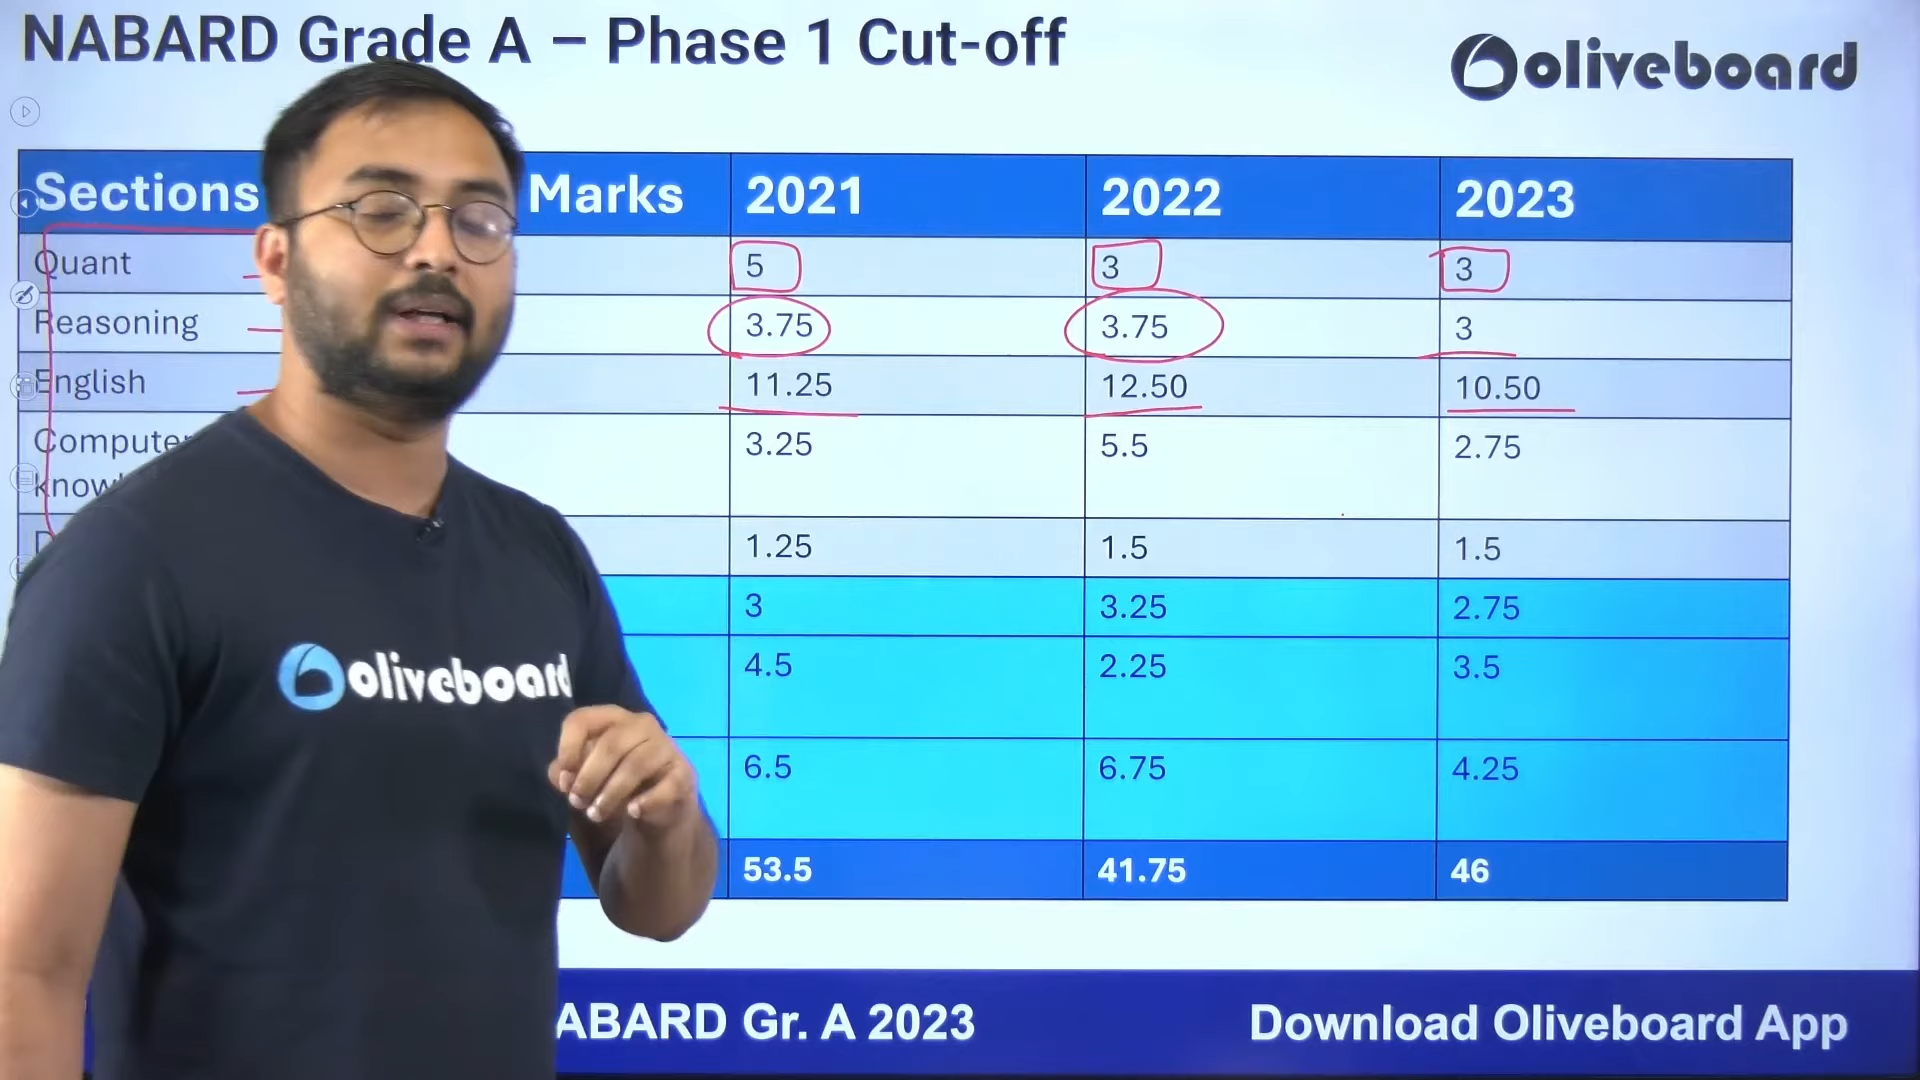 NABARD Grade A – Phase 1 Cut-off
oliveboard
Sections Marks 2021 2022 2023
Quant 5 3 3
Reasoning 3.75 3.75 3
English 11.25 12.50 10.50
Computer 3.25 5.5 2.75
know
1.25 1.5 1.5
3 3.25 2.75
4.5 2.25 3.5
6.5 6.75 4.25
53.5 41.75 46
oliveboard
ABARD Gr. A 2023 Download Oliveboard App